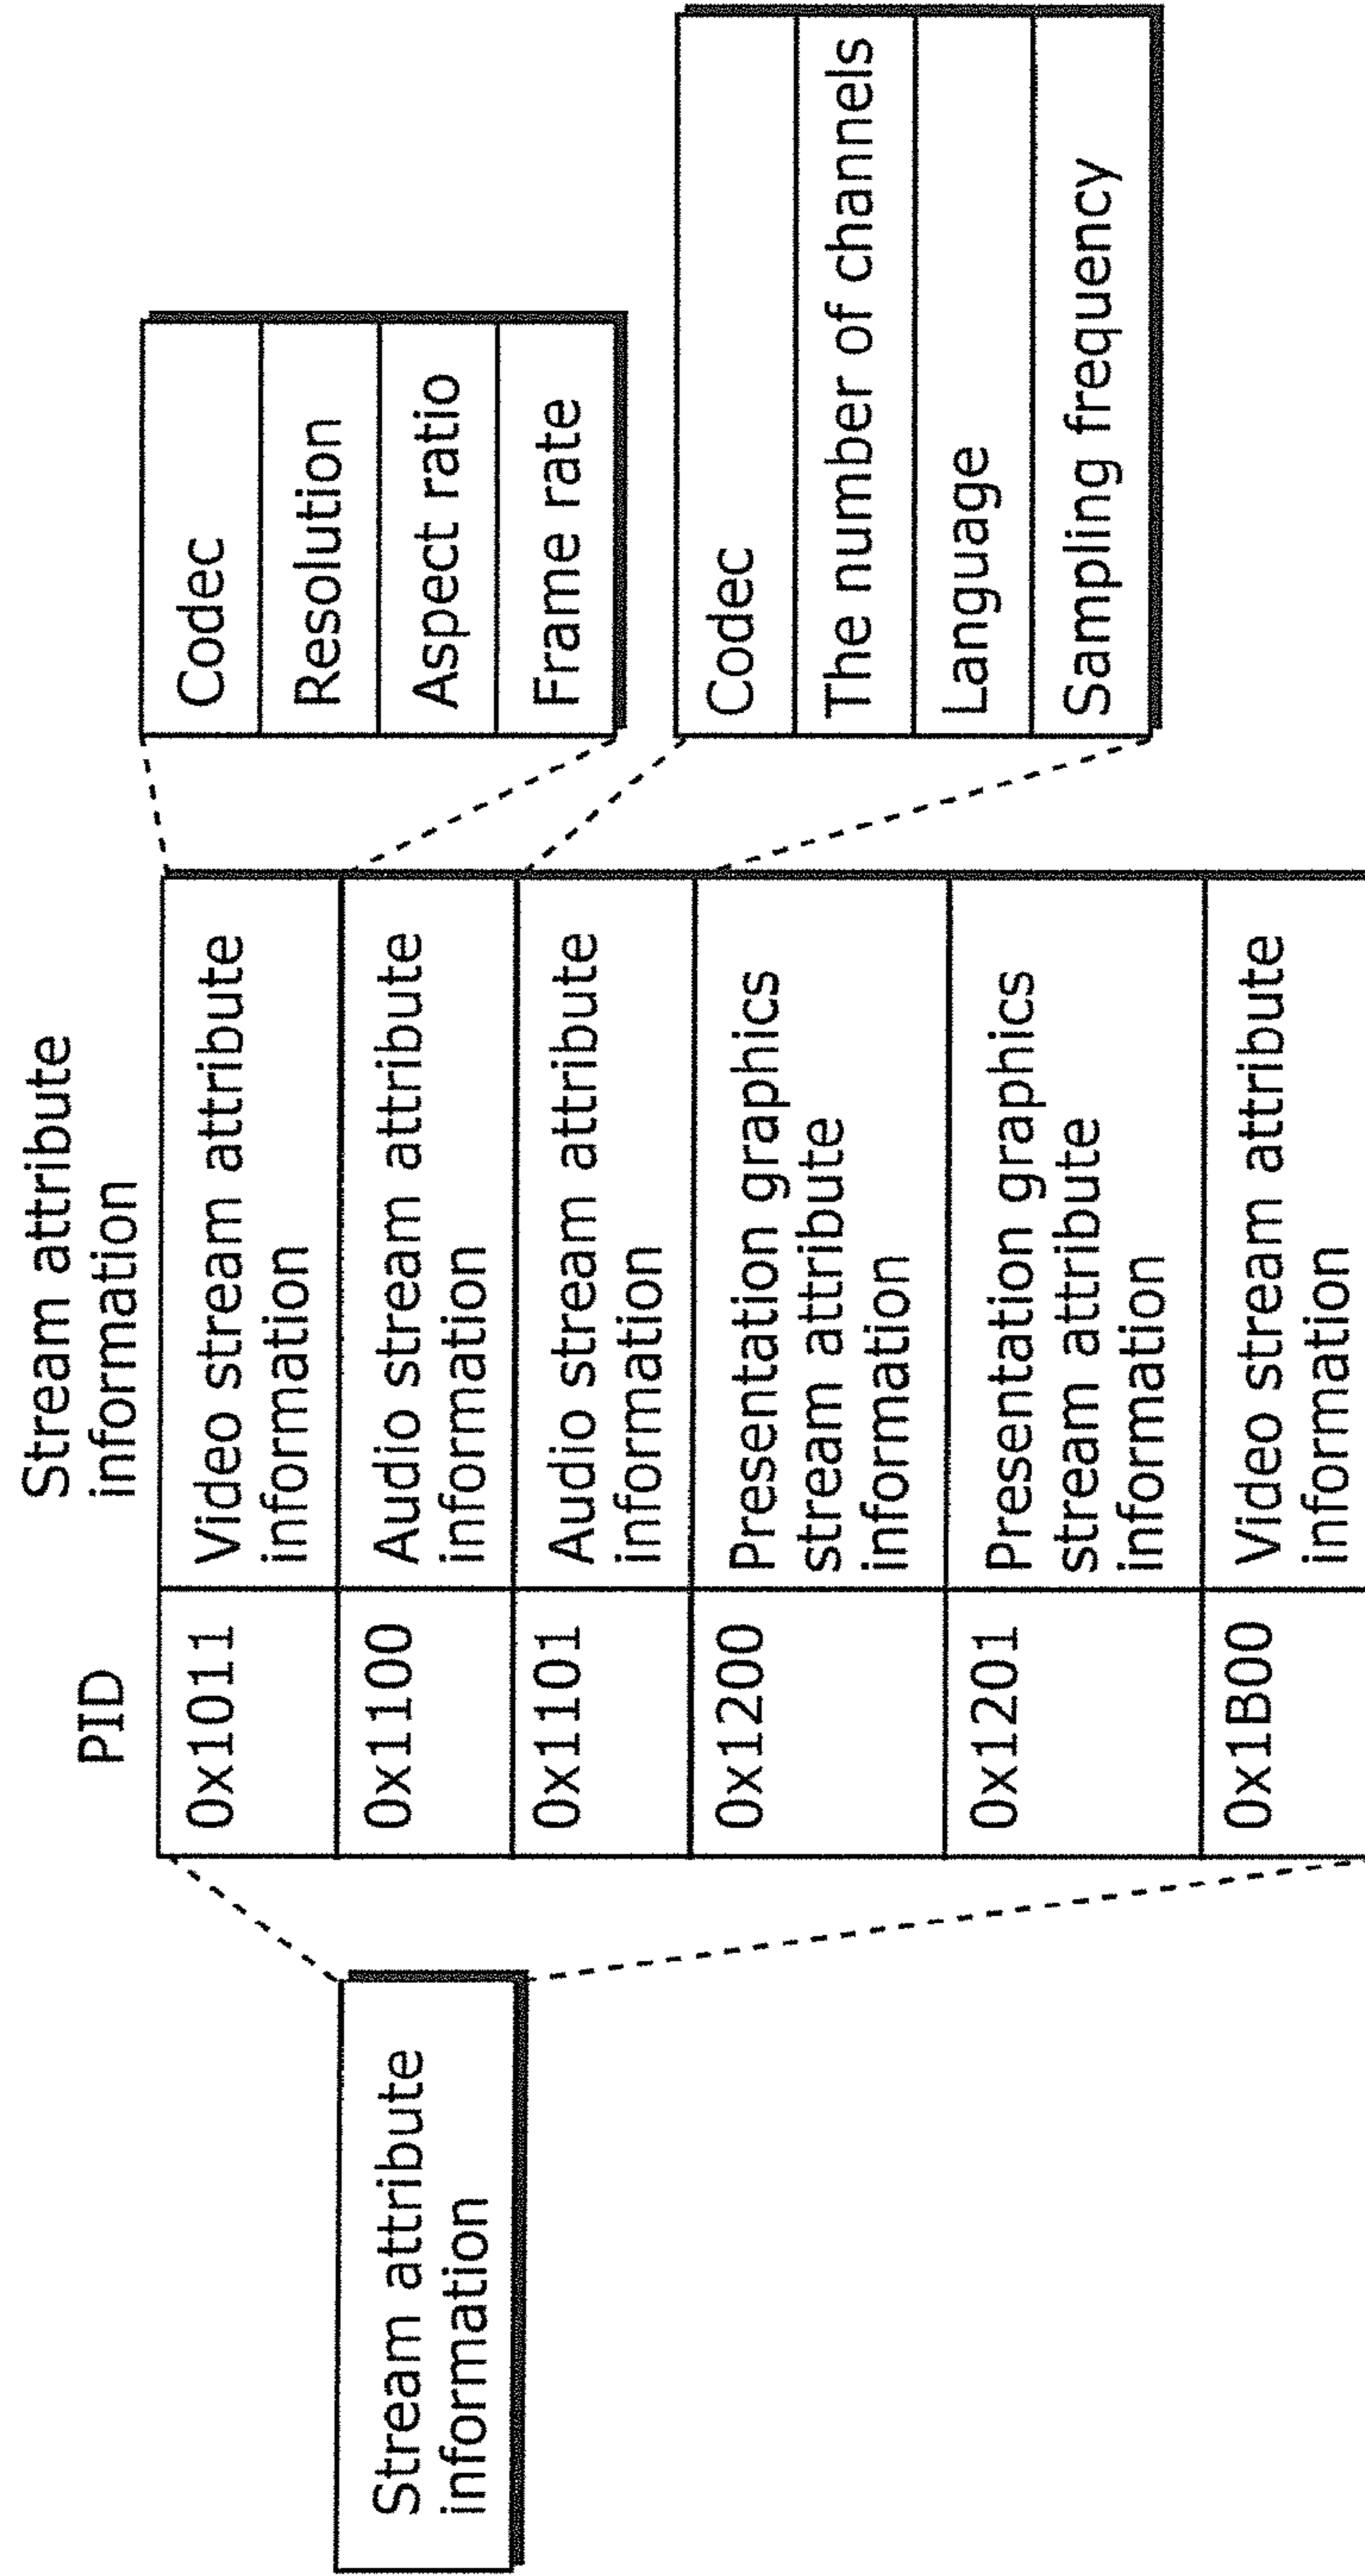 Stream attribute
information
PID
Stream attribute
information
0x1011
Video stream attribute
information
0x1100
Audio stream attribute
information
0x1101
Audio stream attribute
information
0x1200
Presentation graphics
stream attribute
information
0x1201
Presentation graphics
stream attribute
information
0x1B00
Video stream attribute
information
Codec
Resolution
Aspect ratio
Frame rate
Codec
The number of channels
Language
Sampling frequency